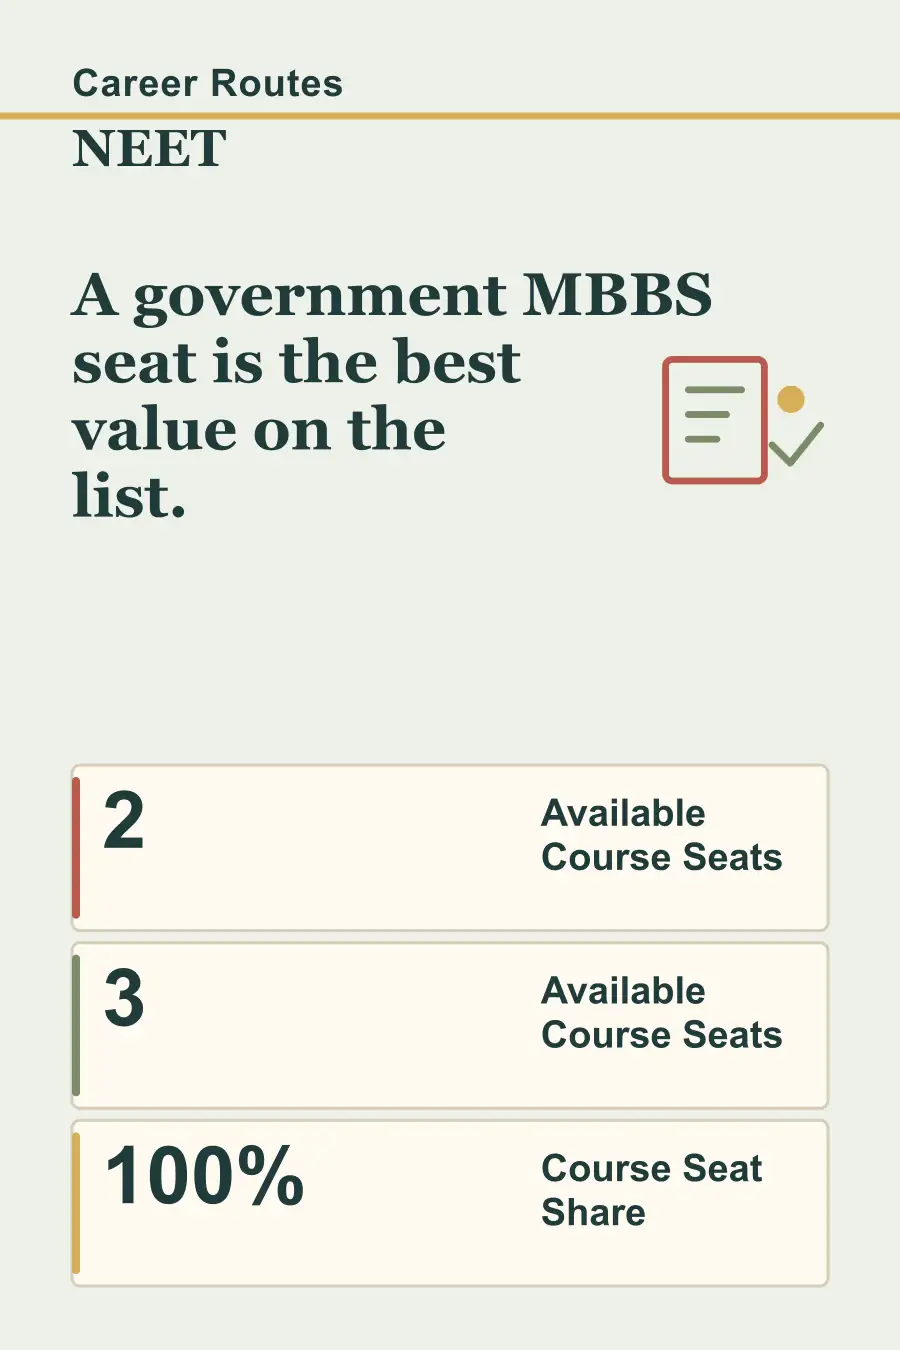 Career Routes
NEET
A government MBBS
seat is the best
value on the
list.
2
Available
Course Seats
3
Available
Course Seats
100%
Course Seat
Share